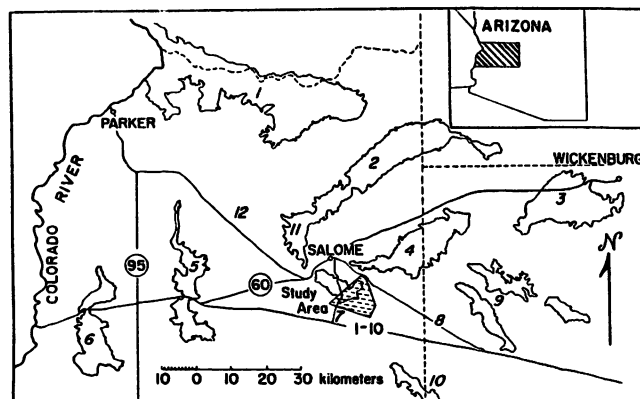 ARIZONA
1
PARKER
2
WICKENBURG
3
COLORADO RIVER
12
11
SALOME
4
N
95
5
60
Study
Area
7
9
6
I-10
8
10 0 10 20 30 kilometers
10